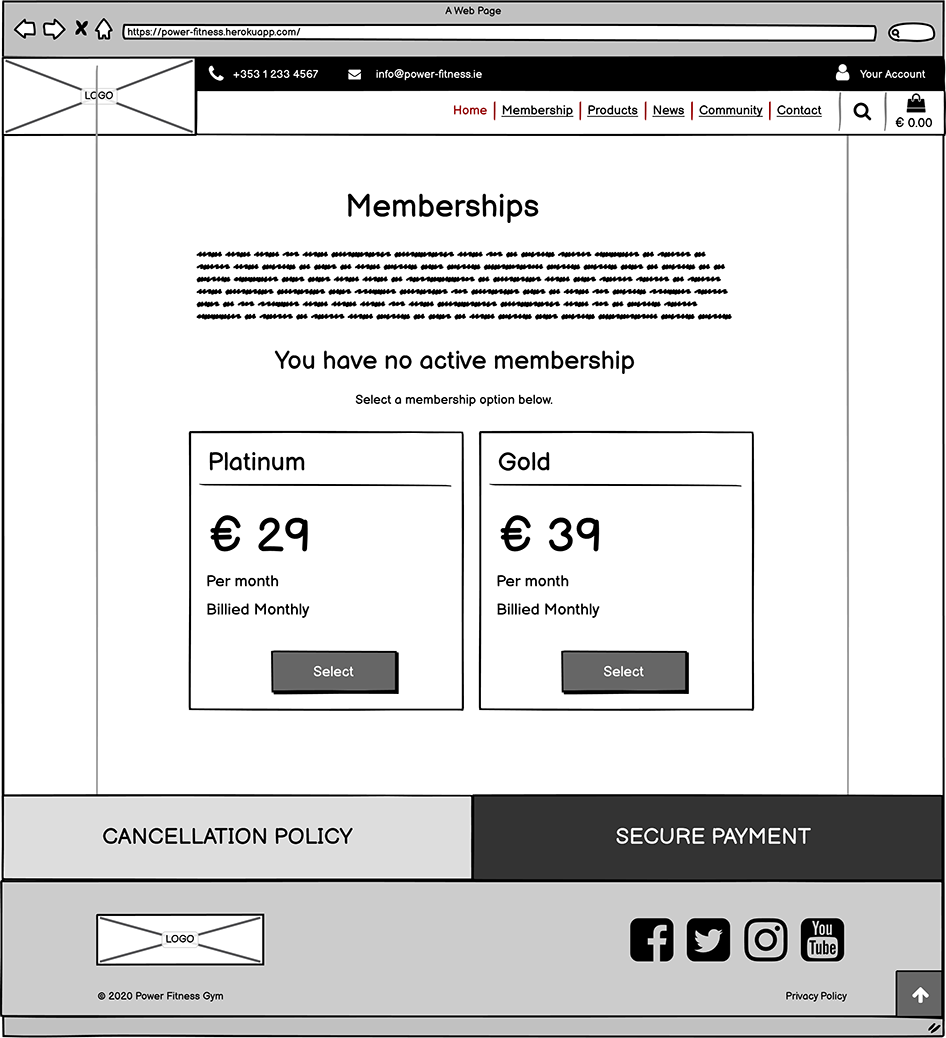 A Web Page
https://power-fitness.herokuapp.com/
LOGO
+353 1 233 4567 info@power-fitness.ie Your Account
Home Membership Products News Community Contact
€ 0.00
Memberships
You have no active membership
Select a membership option below.
Platinum
€ 29
Per month
Billied Monthly
Select
Gold
€ 39
Per month
Billied Monthly
Select
CANCELLATION POLICY
SECURE PAYMENT
LOGO
You
Tube
© 2020 Power Fitness Gym
Privacy Policy